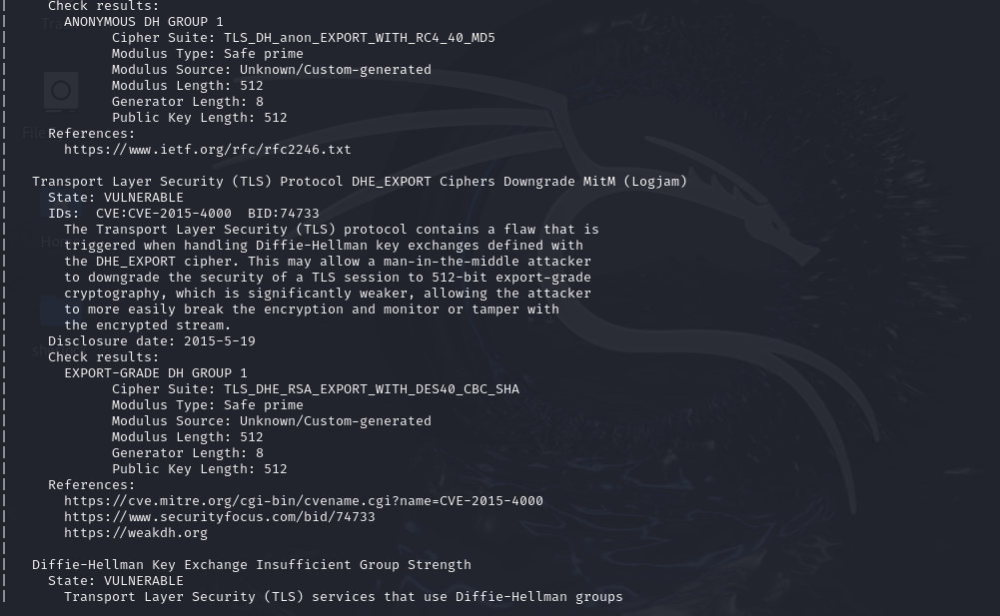 |     Check results:
|       ANONYMOUS DH GROUP 1
|             Cipher Suite: TLS_DH_anon_EXPORT_WITH_RC4_40_MD5
|             Modulus Type: Safe prime
|             Modulus Source: Unknown/Custom-generated
|             Modulus Length: 512
|             Generator Length: 8
|             Public Key Length: 512
|     References:
|       https://www.ietf.org/rfc/rfc2246.txt
|
|   Transport Layer Security (TLS) Protocol DHE_EXPORT Ciphers Downgrade MitM (Logjam)
|     State: VULNERABLE
|     IDs:  CVE:CVE-2015-4000  BID:74733
|       The Transport Layer Security (TLS) protocol contains a flaw that is
|       triggered when handling Diffie-Hellman key exchanges defined with
|       the DHE_EXPORT cipher. This may allow a man-in-the-middle attacker
|       to downgrade the security of a TLS session to 512-bit export-grade
|       cryptography, which is significantly weaker, allowing the attacker
|       to more easily break the encryption and monitor or tamper with
|       the encrypted stream.
|     Disclosure date: 2015-5-19
|     Check results:
|       EXPORT-GRADE DH GROUP 1
|             Cipher Suite: TLS_DHE_RSA_EXPORT_WITH_DES40_CBC_SHA
|             Modulus Type: Safe prime
|             Modulus Source: Unknown/Custom-generated
|             Modulus Length: 512
|             Generator Length: 8
|             Public Key Length: 512
|     References:
|       https://cve.mitre.org/cgi-bin/cvename.cgi?name=CVE-2015-4000
|       https://www.securityfocus.com/bid/74733
|       https://weakdh.org
|
|   Diffie-Hellman Key Exchange Insufficient Group Strength
|     State: VULNERABLE
|       Transport Layer Security (TLS) services that use Diffie-Hellman groups